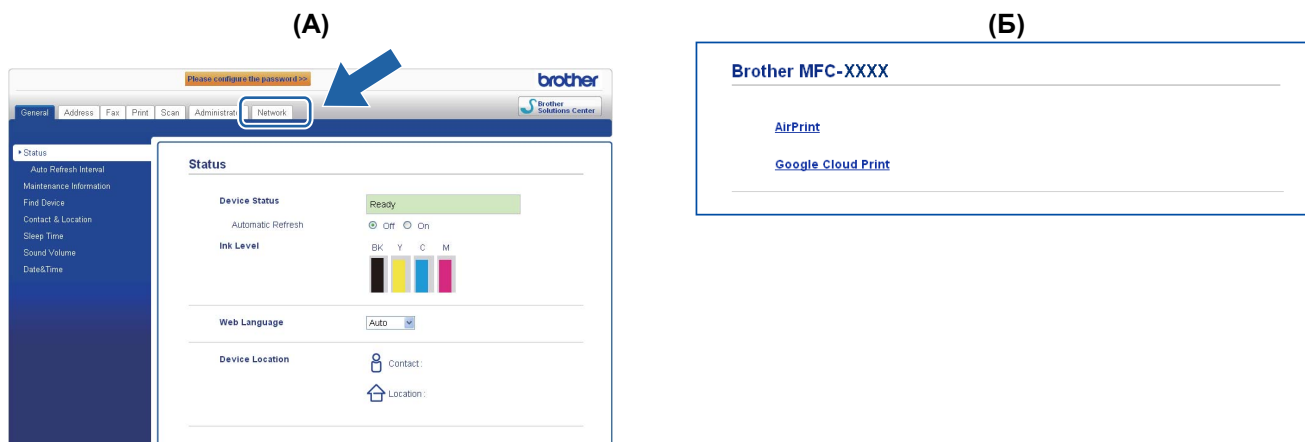 (А)
(Б)
Please configure the password >>
brother
General Address Fax Print Scan Administrator Network
Brother
Solutions Center
Status
Auto Refresh Interval
Maintenance Information
Find Device
Contact & Location
Sleep Time
Sound Volume
Date&Time
Status
Device Status
Ready
Automatic Refresh
Off On
Ink Level
BK Y C M
Web Language
Auto
Device Location
Contact :
Location :
Brother MFC-XXXX
AirPrint
Google Cloud Print